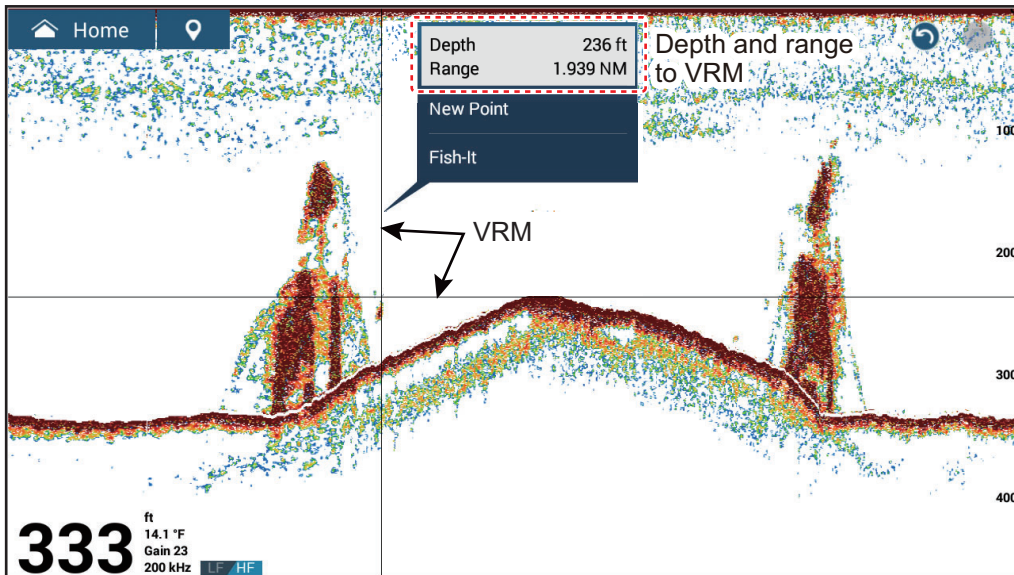 Home
Depth 236 ft
Range 1.939 NM
Depth and range
to VRM
New Point
Fish-It
100
VRM
200
300
400
333 ft
14.1 °F
Gain 23
200 kHz LF HF